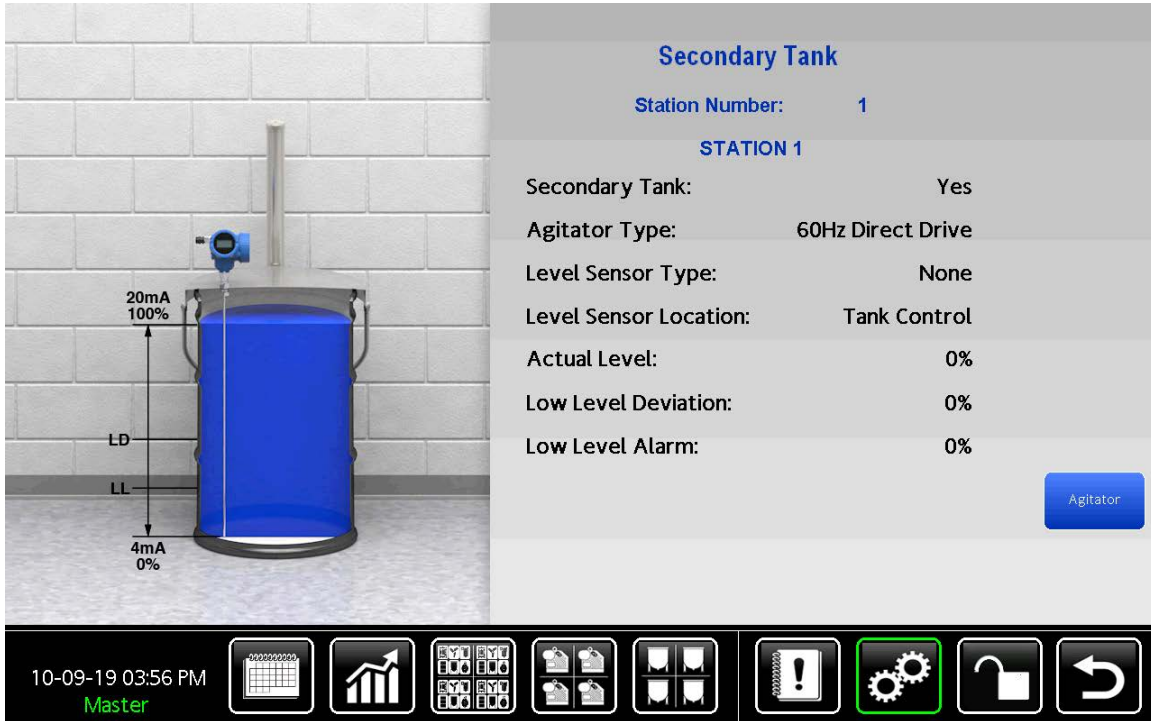 Secondary Tank
Station Number: 1
STATION 1
Secondary Tank: Yes
Agitator Type: 60Hz Direct Drive
Level Sensor Type: None
Level Sensor Location: Tank Control
Actual Level: 0%
Low Level Deviation: 0%
Low Level Alarm: 0%
Agitator
20mA
100%
LD
LL
4mA
0%
10-09-19 03:56 PM
Master